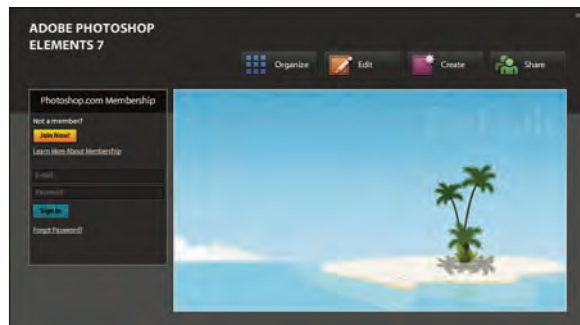 ADOBE PHOTOSHOP
ELEMENTS 7
Organize Edit Create Share
Photoshop.com Membership
Not a member?
Join Now!
Learn More About Membership
E-mail
Password
Sign In
Forgot Password?